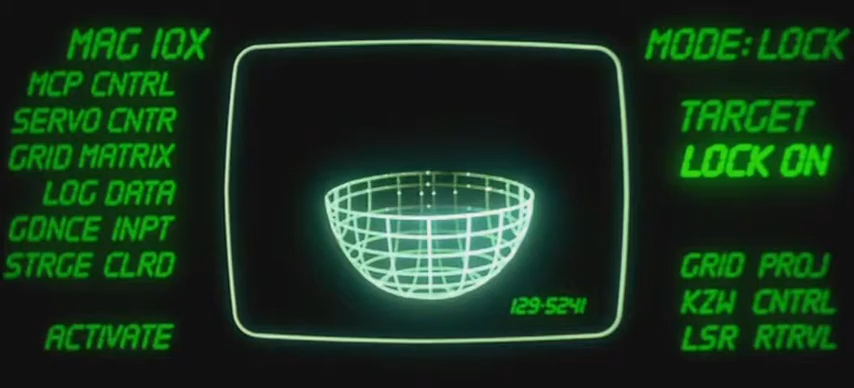 MAG 10X
MCP CNTRL
SERVO CNTR
GRID MATRIX
LOG DATA
GDNCE INPT
STRGE CLRD
ACTIVATE
129-5241
MODE: LOCK
TARGET
LOCK ON
GRID PROJ
KZW CNTRL
LSR RTRVL